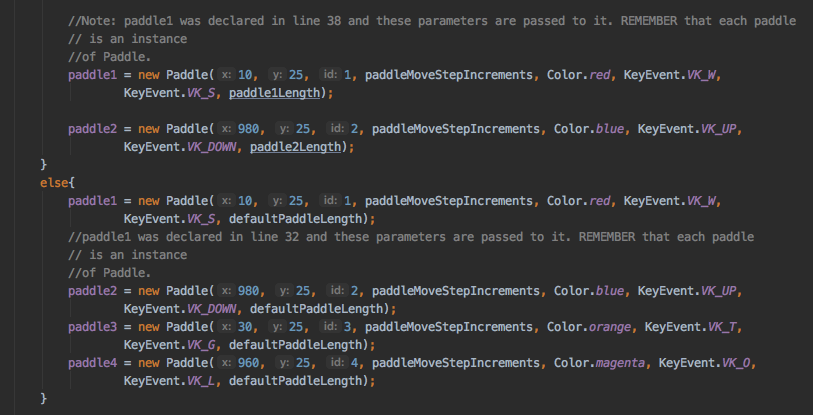 //Note: paddle1 was declared in line 38 and these parameters are passed to it. REMEMBER that each paddle
// is an instance
//of Paddle.
paddle1 = new Paddle( x: 10, y: 25, id: 1, paddleMoveStepIncrements, Color.red, KeyEvent.VK_W,
KeyEvent.VK_S, paddle1Length);
paddle2 = new Paddle( x: 980, y: 25, id: 2, paddleMoveStepIncrements, Color.blue, KeyEvent.VK_UP,
KeyEvent.VK_DOWN, paddle2Length);
}
else{
paddle1 = new Paddle( x: 10, y: 25, id: 1, paddleMoveStepIncrements, Color.red, KeyEvent.VK_W,
KeyEvent.VK_S, defaultPaddleLength);
//paddle1 was declared in line 32 and these parameters are passed to it. REMEMBER that each paddle
// is an instance
//of Paddle.
paddle2 = new Paddle( x: 980, y: 25, id: 2, paddleMoveStepIncrements, Color.blue, KeyEvent.VK_UP,
KeyEvent.VK_DOWN, defaultPaddleLength);
paddle3 = new Paddle( x: 30, y: 25, id: 3, paddleMoveStepIncrements, Color.orange, KeyEvent.VK_T,
KeyEvent.VK_G, defaultPaddleLength);
paddle4 = new Paddle( x: 960, y: 25, id: 4, paddleMoveStepIncrements, Color.magenta, KeyEvent.VK_O,
KeyEvent.VK_L, defaultPaddleLength);
}